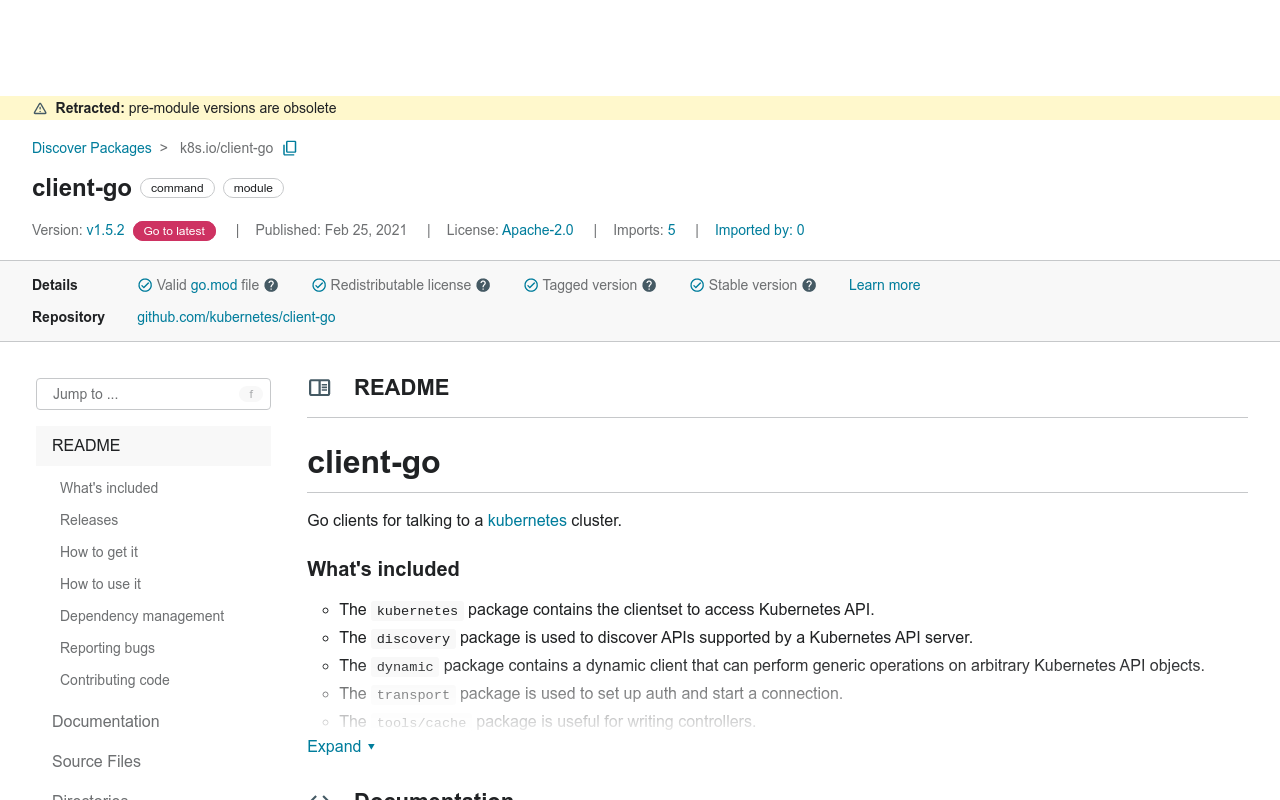 Retracted: pre-module versions are obsolete
Discover Packages > k8s.io/client-go
client-go command module
Version: v1.5.2 Go to latest | Published: Feb 25, 2021 | License: Apache-2.0 | Imports: 5 | Imported by: 0
Details Valid go.mod file Redistributable license Tagged version Stable version Learn more
Repository github.com/kubernetes/client-go
Jump to ... f
README
What's included
Releases
How to get it
How to use it
Dependency management
Reporting bugs
Contributing code
Documentation
Source Files
Directories
README
client-go
Go clients for talking to a kubernetes cluster.
What's included
The kubernetes package contains the clientset to access Kubernetes API.
The discovery package is used to discover APIs supported by a Kubernetes API server.
The dynamic package contains a dynamic client that can perform generic operations on arbitrary Kubernetes API objects.
The transport package is used to set up auth and start a connection.
The tools/cache package is useful for writing controllers.
Expand
Documentation